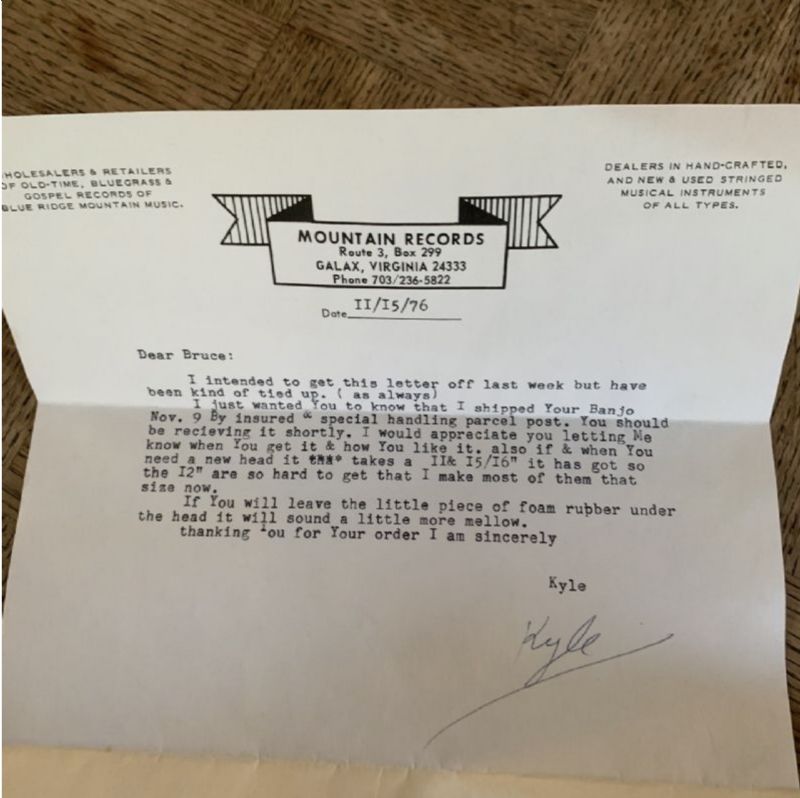 WHOLESALERS & RETAILERS
OF OLD-TIME, BLUEGRASS &
GOSPEL RECORDS OF
BLUE RIDGE MOUNTAIN MUSIC.
DEALERS IN HAND-CRAFTED,
AND NEW & USED STRINGED
MUSICAL INSTRUMENTS
OF ALL TYPES.
MOUNTAIN RECORDS
Route 3, Box 299
GALAX, VIRGINIA 24333
Phone 703/236-5822
Date II/I5/76
Dear Bruce:
I intended to get this letter off last week but have
been kind of tied up. ( as always)
I just wanted You to know that I shipped Your Banjo
Nov. 9 By insured & special handling parcel post. You should
be recieving it shortly. I would appreciate you letting Me
know when You get it & how You like it. also if & when You
need a new head it takes a II& I5/I6" it has got so
the I2" are so hard to get that I make most of them that
size now.
If You will leave the little piece of foam rubber under
the head it will sound a little more mellow.
thanking You for Your order I am sincerely
Kyle
Kyle